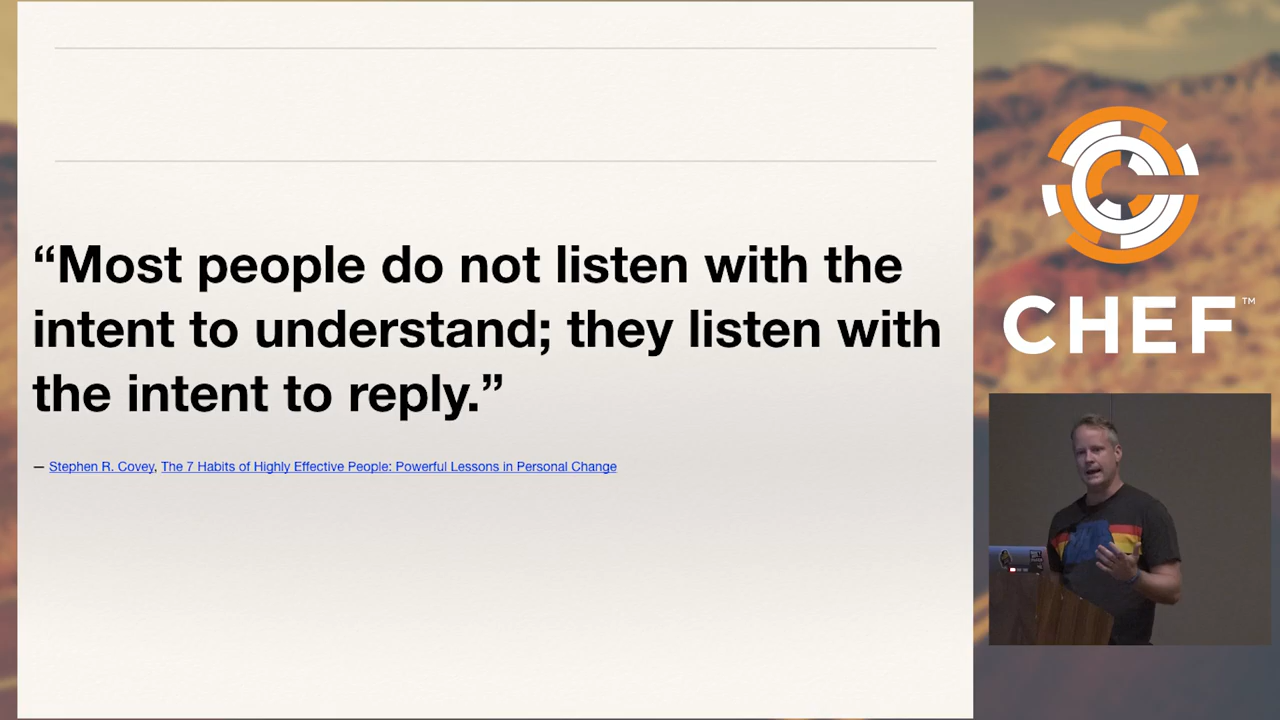 “Most people do not listen with the
intent to understand; they listen with
the intent to reply.”
— Stephen R. Covey, The 7 Habits of Highly Effective People: Powerful Lessons in Personal Change
CHEF™